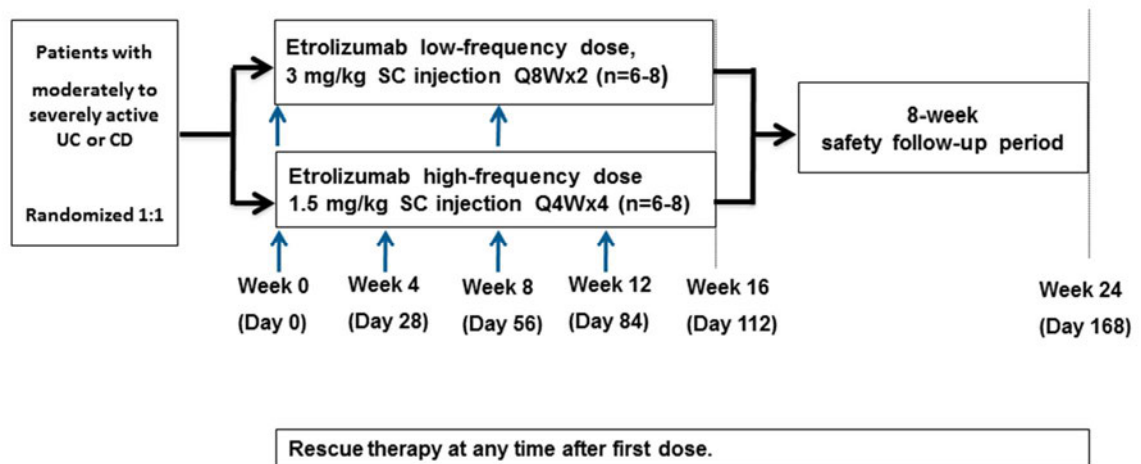 Patients with
moderately to
severely active
UC or CD
Randomized 1:1
Etrolizumab low-frequency dose,
3 mg/kg SC injection Q8Wx2 (n=6-8)
Etrolizumab high-frequency dose
1.5 mg/kg SC injection Q4Wx4 (n=6-8)
8-week
safety follow-up period
Week 0
(Day 0)
Week 4
(Day 28)
Week 8
(Day 56)
Week 12
(Day 84)
Week 16
(Day 112)
Week 24
(Day 168)
Rescue therapy at any time after first dose.